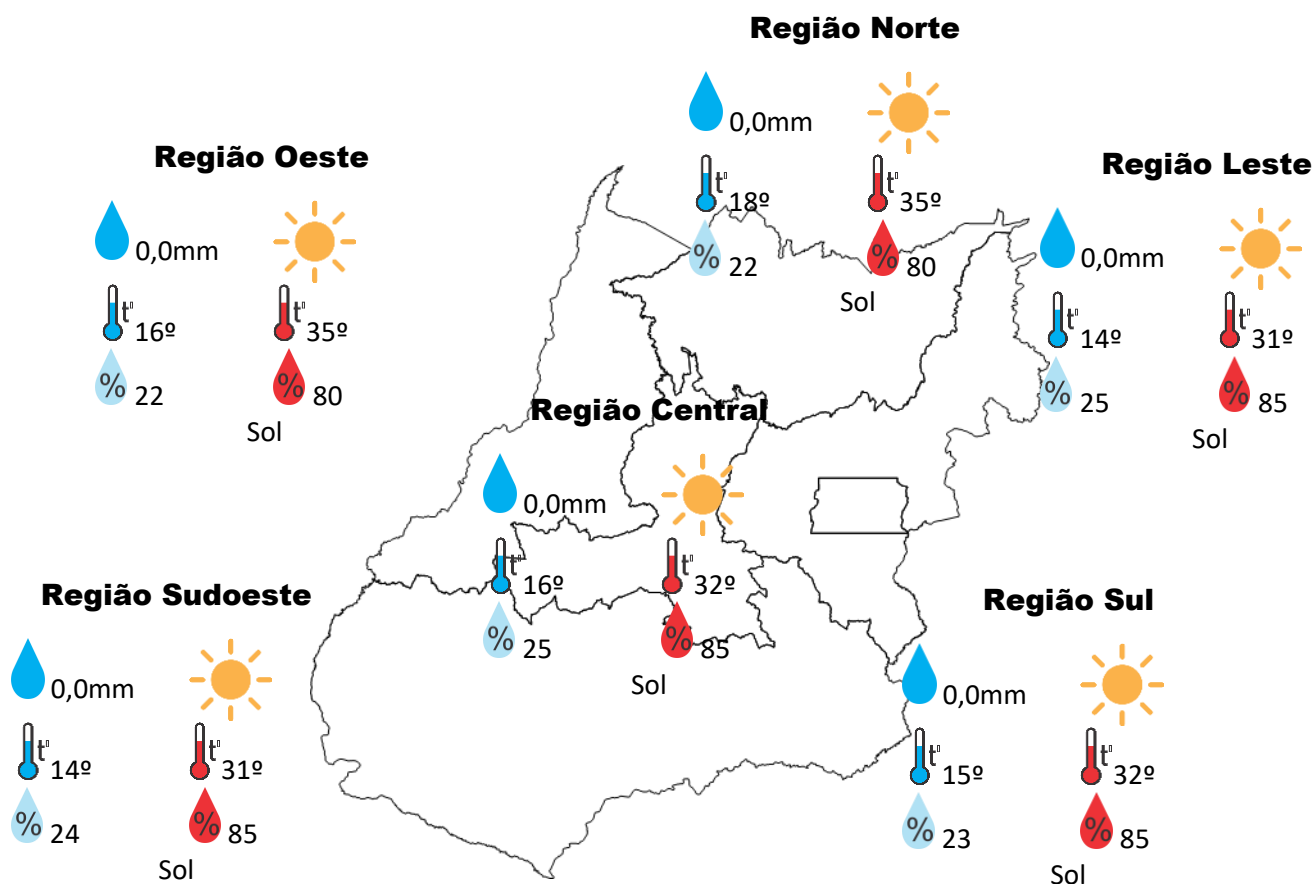 Região Norte
0,0mm
t° 18º
35º
% 22
% 80
Sol
Região Oeste
0,0mm
t° 16º
t° 35º
% 22
% 80
Sol
Região Leste
0,0mm
t° 14º
31º
% 25
% 85
Sol
Região Central
0,0mm
t° 16º
t° 32º
% 25
% 85
Sol
Região Sudoeste
0,0mm
t° 14º
t° 31º
% 24
% 85
Sol
Região Sul
0,0mm
t° 15º
t° 32º
% 23
% 85
Sol